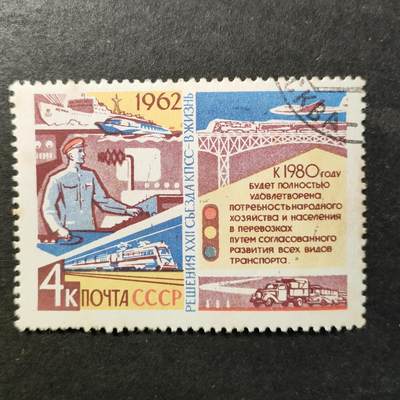 1962
РЕШЕНИЯ XXII СЪЕЗДА КПСС-В ЖИЗНЬ
К 1980 ГОДУ
БУДЕТ ПОЛНОСТЬЮ
УДОВЛЕТВОРЕНА
ПОТРЕБНОСТЬ НАРОДНОГО
ХОЗЯЙСТВА И НАСЕЛЕНИЯ
В ПЕРЕВОЗКАХ
ПУТЕМ СОГЛАСОВАННОГО
РАЗВИТИЯ ВСЕХ ВИДОВ
ТРАНСПОРТА.
4К ПОЧТА СССР